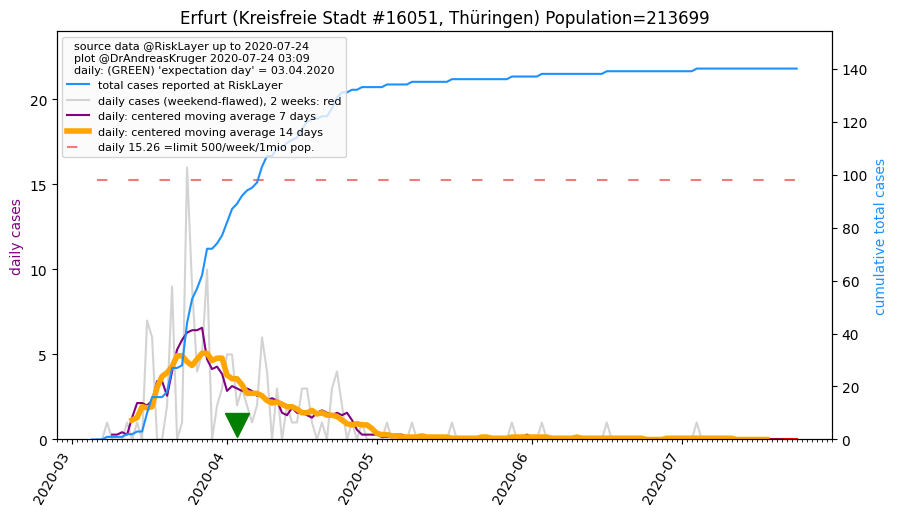 Erfurt (Kreisfreie Stadt #16051, Thüringen) Population=213699
source data @RiskLayer up to 2020-07-24
plot @DrAndreasKruger 2020-07-24 03:09
daily: (GREEN) 'expectation day' = 03.04.2020
total cases reported at RiskLayer
daily cases (weekend-flawed), 2 weeks: red
daily: centered moving average 7 days
daily: centered moving average 14 days
daily 15.26 =limit 500/week/1mio pop.
daily cases
20
15
10
5
0
cumulative total cases
140
120
100
80
60
40
20
0
2020-03
2020-04
2020-05
2020-06
2020-07